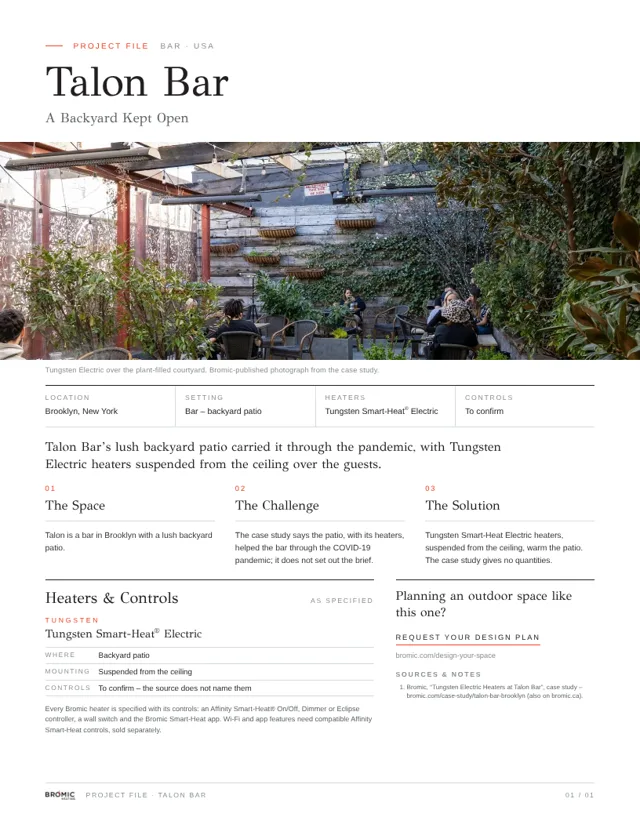 PROJECT FILE BAR · USA
Talon Bar
A Backyard Kept Open
Tungsten Electric over the plant-filled courtyard. Bromic-published photograph from the case study.
LOCATION
Brooklyn, New York
SETTING
Bar – backyard patio
HEATERS
Tungsten Smart-Heat® Electric
CONTROLS
To confirm
Talon Bar's lush backyard patio carried it through the pandemic, with Tungsten
Electric heaters suspended from the ceiling over the guests.
01
The Space
Talon is a bar in Brooklyn with a lush backyard
patio.
02
The Challenge
The case study says the patio, with its heaters,
helped the bar through the COVID-19
pandemic; it does not set out the brief.
03
The Solution
Tungsten Smart-Heat Electric heaters,
suspended from the ceiling, warm the patio.
The case study gives no quantities.
Heaters & Controls AS SPECIFIED
TUNGSTEN
Tungsten Smart-Heat® Electric
WHERE Backyard patio
MOUNTING Suspended from the ceiling
CONTROLS To confirm – the source does not name them
Every Bromic heater is specified with its controls: an Affinity Smart-Heat® On/Off, Dimmer or Eclipse
controller, a wall switch and the Bromic Smart-Heat app. Wi-Fi and app features need compatible Affinity
Smart-Heat controls, sold separately.
Planning an outdoor space like
this one?
REQUEST YOUR DESIGN PLAN
bromic.com/design-your-space
SOURCES & NOTES
1. Bromic, "Tungsten Electric Heaters at Talon Bar", case study –
bromic.com/case-study/talon-bar-brooklyn (also on bromic.ca).
BROMIC PROJECT FILE · TALON BAR
01 / 01